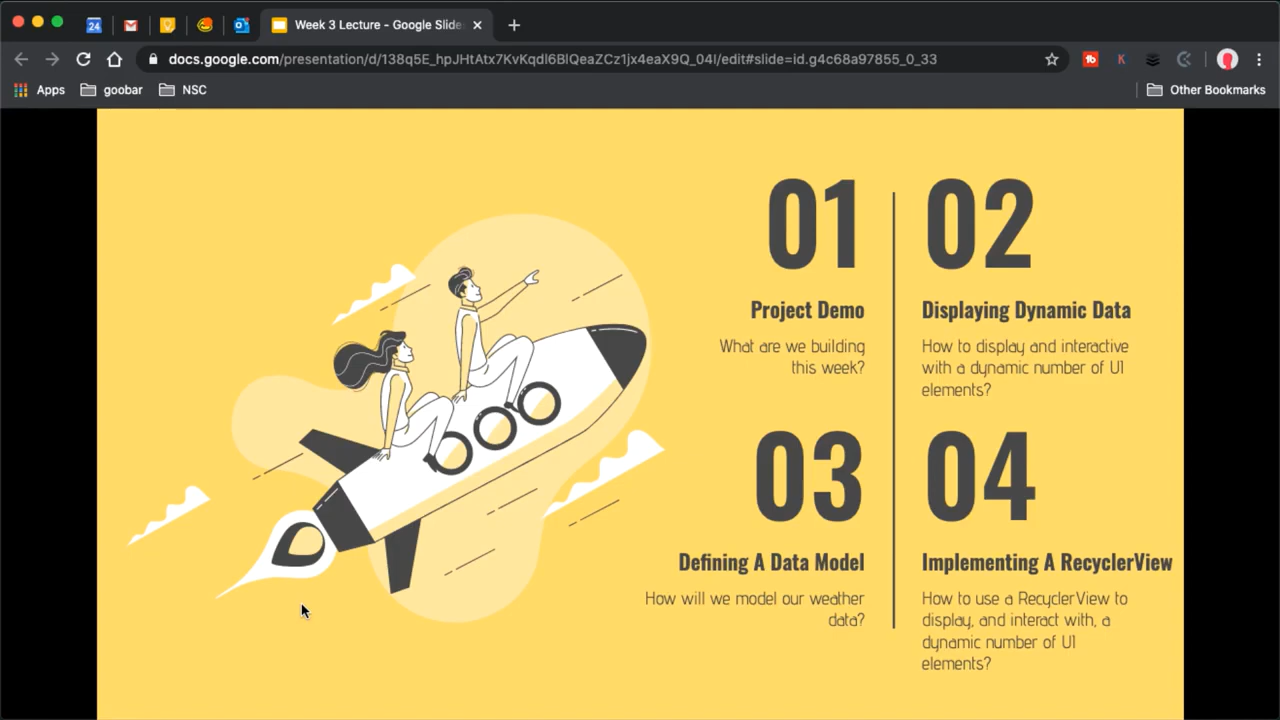 24
Week 3 Lecture - Google Slide
docs.google.com/presentation/d/138q5E_hpJHtAtx7KvKqdl6BlQeaZCz1jx4eaX9Q_04I/edit#slide=id.g4c68a97855_0_33
Apps
goobar
NSC
Other Bookmarks
01
Project Demo
What are we building
this week?
02
Displaying Dynamic Data
How to display and interactive
with a dynamic number of UI
elements?
03
Defining A Data Model
How will we model our weather
data?
04
Implementing A RecyclerView
How to use a RecyclerView to
display, and interact with, a
dynamic number of UI
elements?